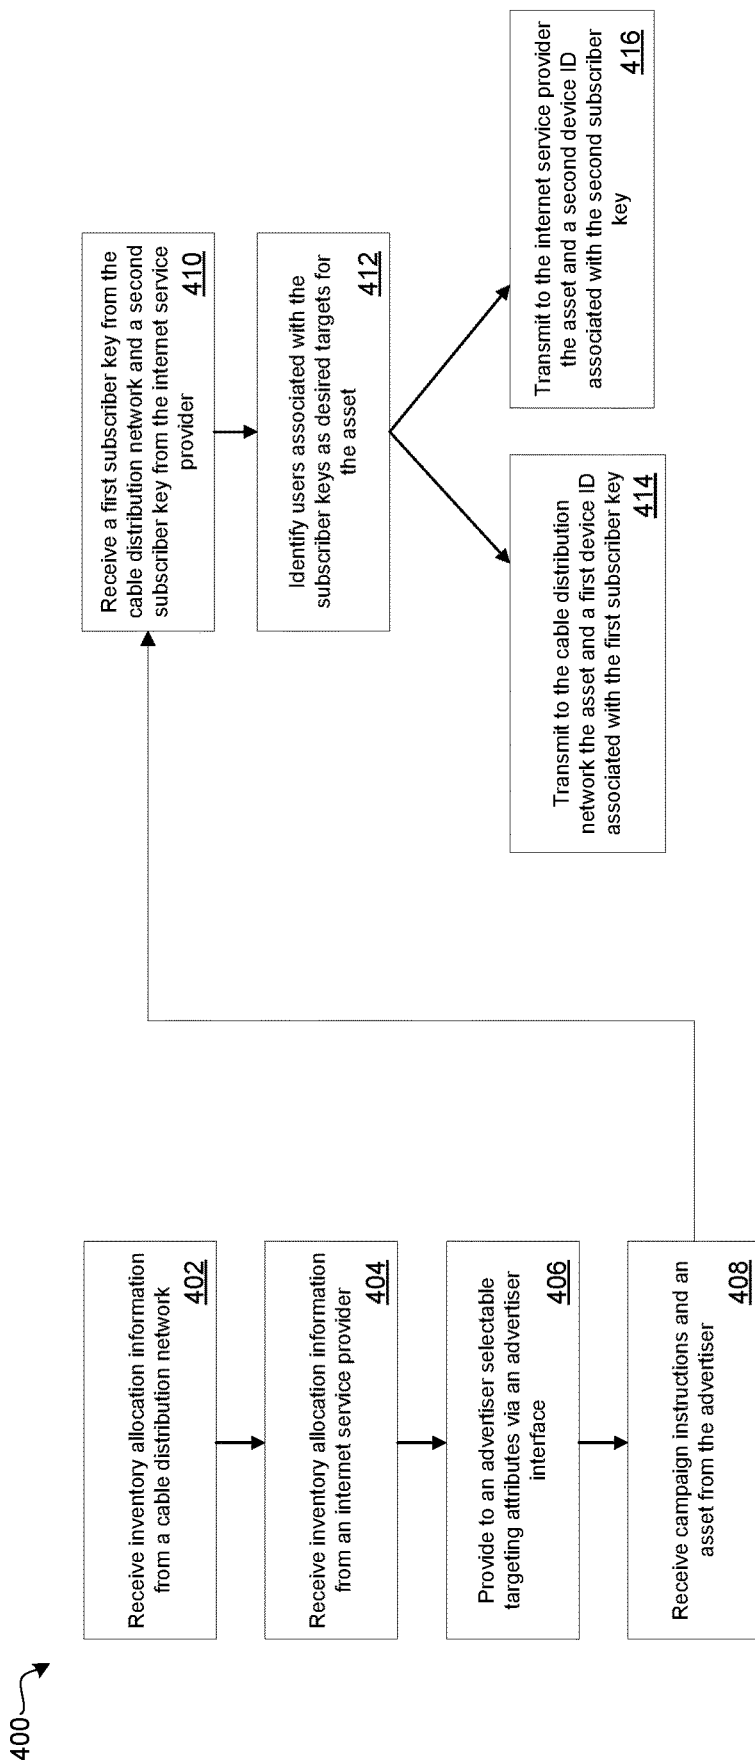 400
Receive inventory allocation information
from a cable distribution network
402
Receive inventory allocation information
from an internet service provider
404
Provide to an advertiser selectable
targeting attributes via an advertiser
interface
406
Receive campaign instructions and an
asset from the advertiser
408
Receive a first subscriber key from the
cable distribution network and a second
subscriber key from the internet service
provider
410
Identify users associated with the
subscriber keys as desired targets for
the asset
412
Transmit to the cable distribution
network the asset and a first device ID
associated with the first subscriber key
414
Transmit to the internet service provider
the asset and a second device ID
associated with the second subscriber
key
416